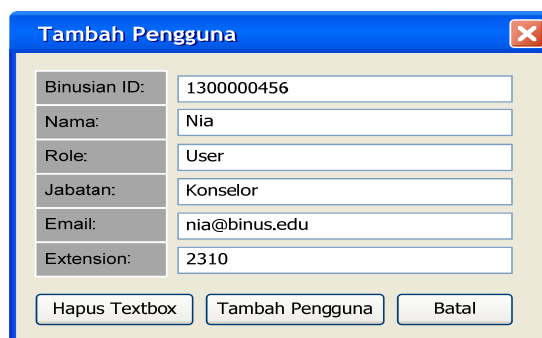 Tambah Pengguna
Binusian ID: 1300000456
Nama: Nia
Role: User
Jabatan: Konselor
Email: nia@binus.edu
Extension: 2310
Hapus Textbox Tambah Pengguna Batal